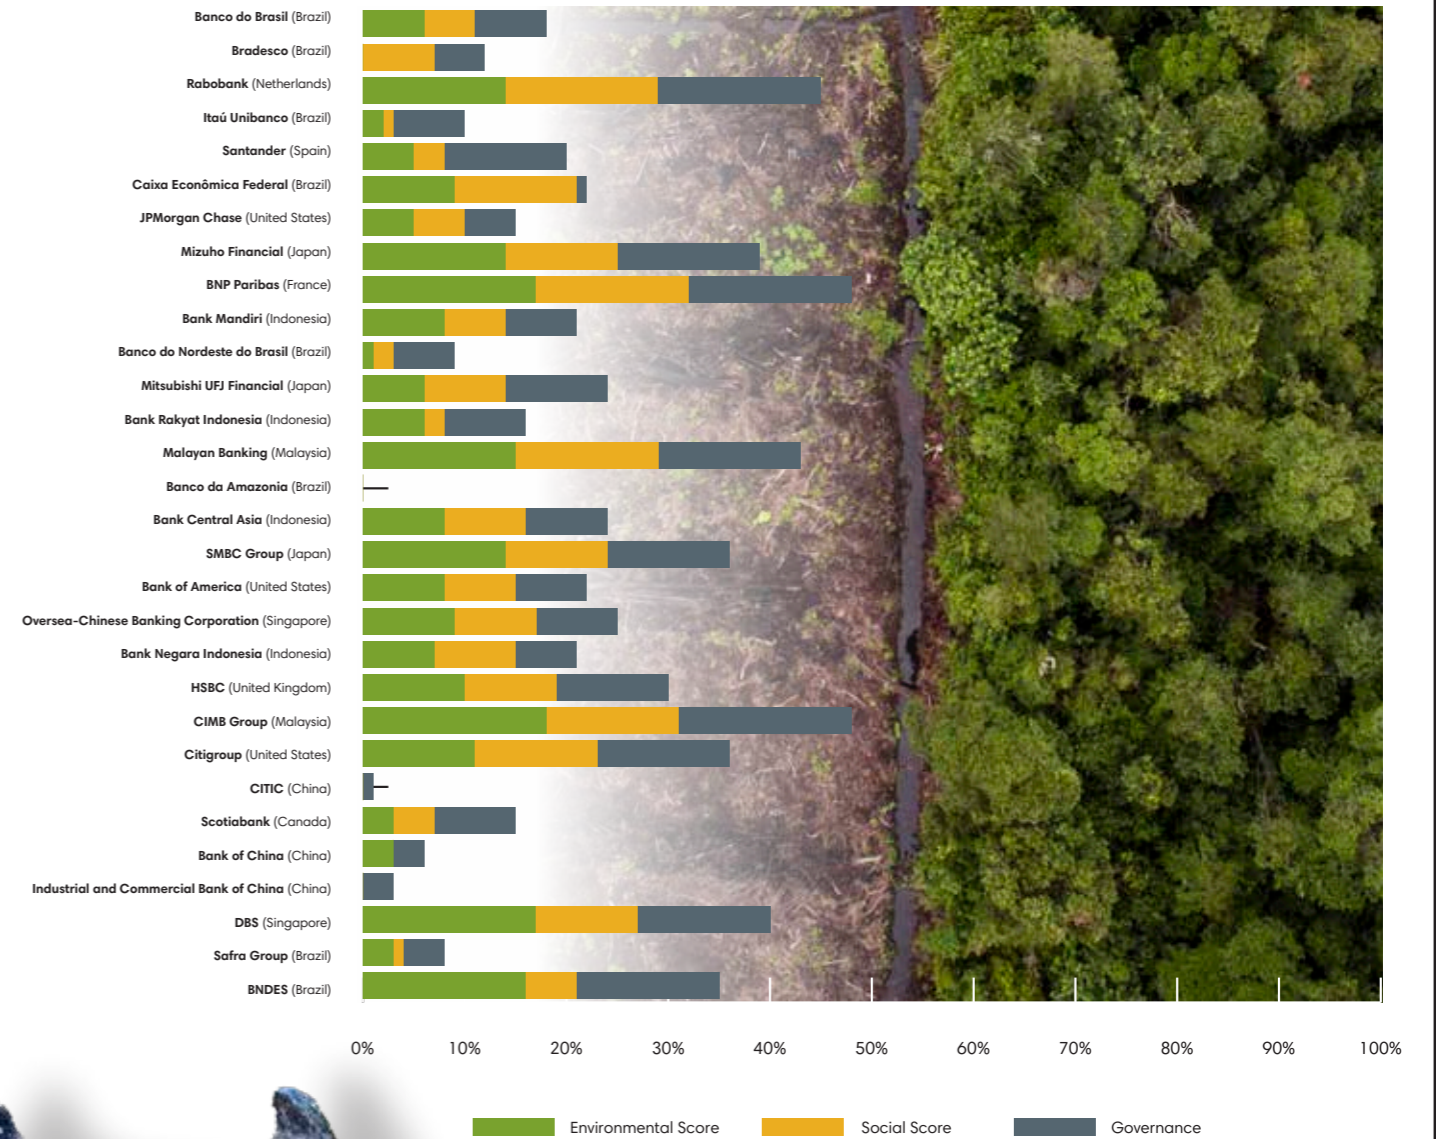 Banco do Brasil (Brazil)
Bradesco (Brazil)
Rabobank (Netherlands)
Itaú Unibanco (Brazil)
Santander (Spain)
Caixa Econômica Federal (Brazil)
JPMorgan Chase (United States)
Mizuho Financial (Japan)
BNP Paribas (France)
Bank Mandiri (Indonesia)
Banco do Nordeste do Brasil (Brazil)
Mitsubishi UFJ Financial (Japan)
Bank Rakyat Indonesia (Indonesia)
Malayan Banking (Malaysia)
Banco da Amazonia (Brazil)
Bank Central Asia (Indonesia)
SMBC Group (Japan)
Bank of America (United States)
Oversea-Chinese Banking Corporation (Singapore)
Bank Negara Indonesia (Indonesia)
HSBC (United Kingdom)
CIMB Group (Malaysia)
Citigroup (United States)
CITIC (China)
Scotiabank (Canada)
Bank of China (China)
Industrial and Commercial Bank of China (China)
DBS (Singapore)
Safra Group (Brazil)
BNDES (Brazil)
0% 10% 20% 30% 40% 50% 60% 70% 80% 90% 100%
Environmental Score Social Score Governance